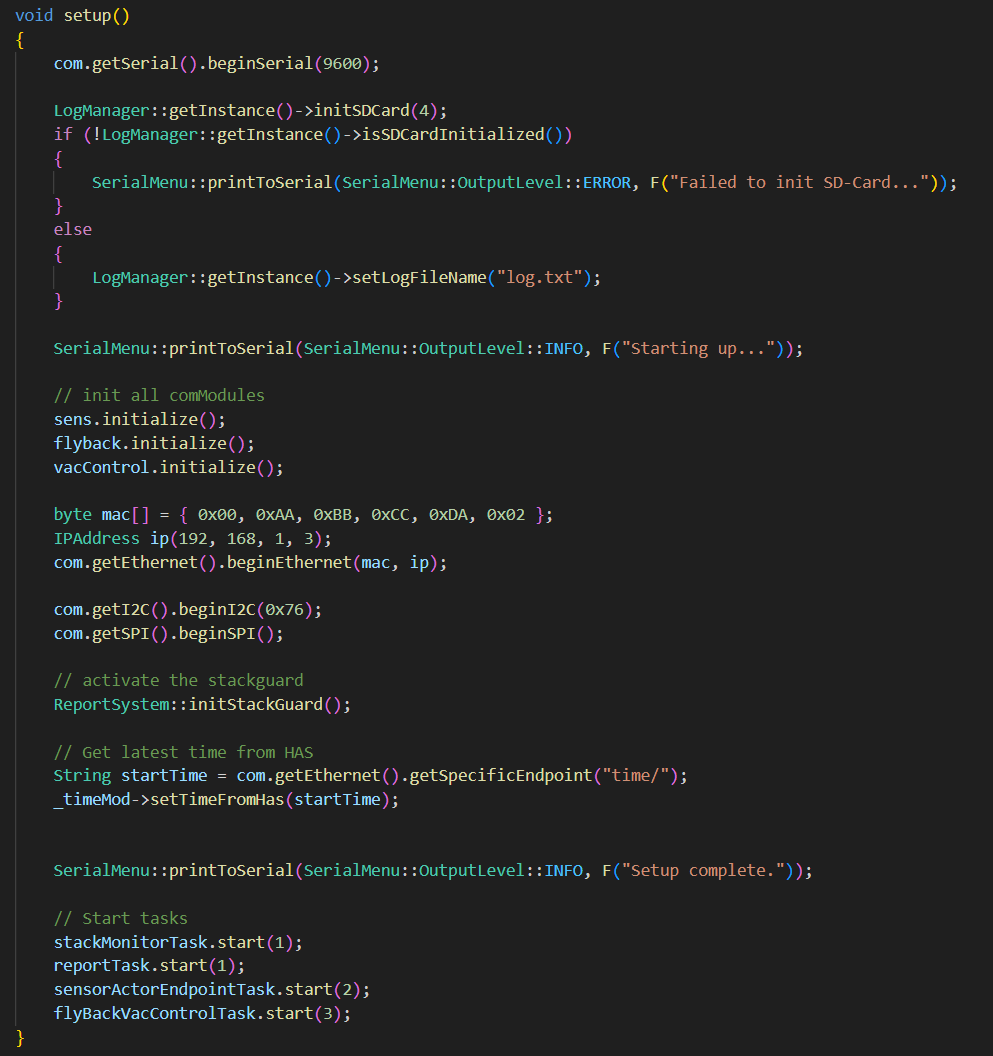 void setup()
{
    com.getSerial().beginSerial(9600);

    LogManager::getInstance()->initSDCard(4);
    if (!LogManager::getInstance()->isSDCardInitialized())
    {
        SerialMenu::printToSerial(SerialMenu::OutputLevel::ERROR, F("Failed to init SD-Card..."));
    }
    else
    {
        LogManager::getInstance()->setLogFileName("log.txt");
    }

    SerialMenu::printToSerial(SerialMenu::OutputLevel::INFO, F("Starting up..."));

    // init all comModules
    sens.initialize();
    flyback.initialize();
    vacControl.initialize();

    byte mac[] = { 0x00, 0xAA, 0xBB, 0xCC, 0xDA, 0x02 };
    IPAddress ip(192, 168, 1, 3);
    com.getEthernet().beginEthernet(mac, ip);

    com.getI2C().beginI2C(0x76);
    com.getSPI().beginSPI();

    // activate the stackguard
    ReportSystem::initStackGuard();

    // Get latest time from HAS
    String startTime = com.getEthernet().getSpecificEndpoint("time/");
    _timeMod->setTimeFromHas(startTime);


    SerialMenu::printToSerial(SerialMenu::OutputLevel::INFO, F("Setup complete."));

    // Start tasks
    stackMonitorTask.start(1);
    reportTask.start(1);
    sensorActorEndpointTask.start(2);
    flyBackVacControlTask.start(3);
}